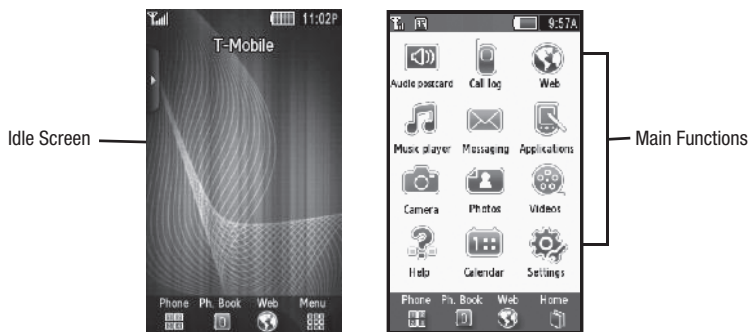 11:02P
T-Mobile
Idle Screen
Phone Ph. Book Web Menu
9:57A
Audio postcard Call log Web
Music player Messaging Applications
Main Functions
Camera Photos Videos
Help Calendar Settings
Phone Ph. Book Web Home